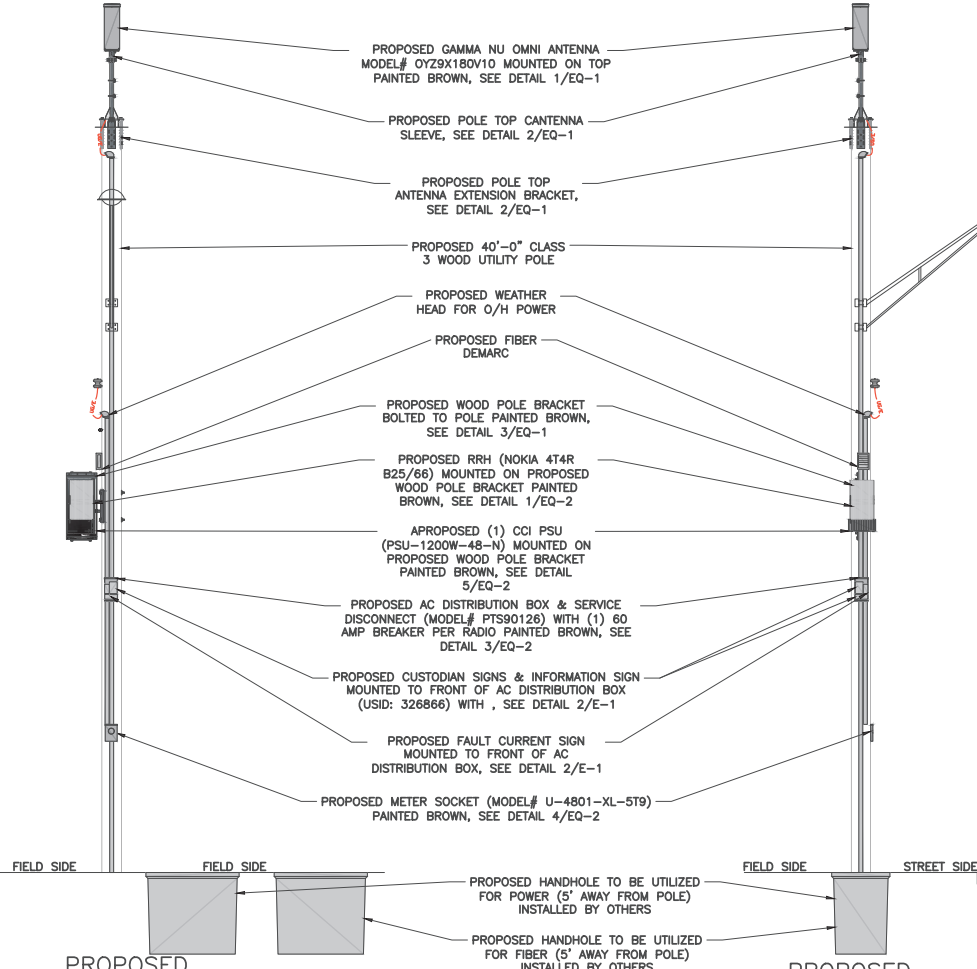 PROPOSED GAMMA NU OMNI ANTENNA
MODEL# OYZ9X180V10 MOUNTED ON TOP
PAINTED BROWN, SEE DETAIL 1/EQ-1
PROPOSED POLE TOP CANTENNA
SLEEVE, SEE DETAIL 2/EQ-1
PROPOSED POLE TOP
ANTENNA EXTENSION BRACKET,
SEE DETAIL 2/EQ-1
PROPOSED 40'-0" CLASS
3 WOOD UTILITY POLE
PROPOSED WEATHER
HEAD FOR O/H POWER
PROPOSED FIBER
DEMARC
PROPOSED WOOD POLE BRACKET
BOLTED TO POLE PAINTED BROWN,
SEE DETAIL 3/EQ-1
PROPOSED RRH (NOKIA 4T4R
B25/66) MOUNTED ON PROPOSED
WOOD POLE BRACKET PAINTED
BROWN, SEE DETAIL 1/EQ-2
APROPOSED (1) CCI PSU
(PSU-1200W-48-N) MOUNTED ON
PROPOSED WOOD POLE BRACKET
PAINTED BROWN, SEE DETAIL
5/EQ-2
PROPOSED AC DISTRIBUTION BOX & SERVICE
DISCONNECT (MODEL# PTS90126) WITH (1) 60
AMP BREAKER PER RADIO PAINTED BROWN, SEE
DETAIL 3/EQ-2
PROPOSED CUSTODIAN SIGNS & INFORMATION SIGN
MOUNTED TO FRONT OF AC DISTRIBUTION BOX
(USID: 326866) WITH , SEE DETAIL 2/E-1
PROPOSED FAULT CURRENT SIGN
MOUNTED TO FRONT OF AC
DISTRIBUTION BOX, SEE DETAIL 2/E-1
PROPOSED METER SOCKET (MODEL# U-4801-XL-5T9)
PAINTED BROWN, SEE DETAIL 4/EQ-2
FIELD SIDE
FIELD SIDE
FIELD SIDE
STREET SIDE
PROPOSED HANDHOLE TO BE UTILIZED
FOR POWER (5' AWAY FROM POLE)
INSTALLED BY OTHERS
PROPOSED HANDHOLE TO BE UTILIZED
FOR FIBER (5' AWAY FROM POLE)
INSTALLED BY OTHERS
PROPOSED
PROPOSED